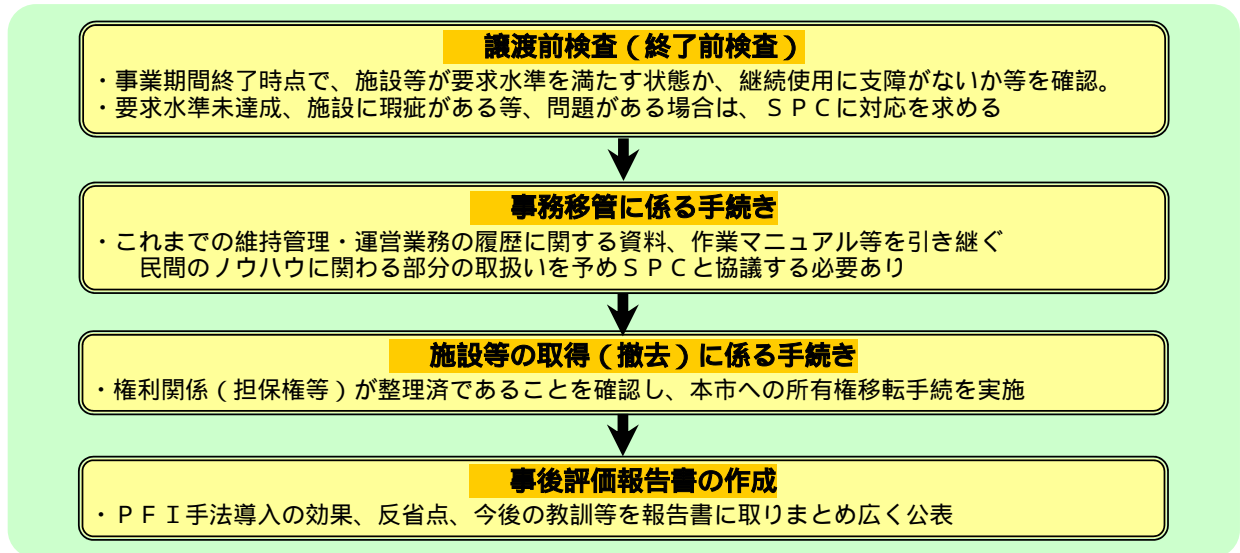 譲渡前検査(終了前検査)
・事業期間終了時点で、施設等が要求水準を満たす状態か、継続使用に支障がないか等を確認。
・要求水準未達成、施設に瑕疵がある等、問題がある場合は、ＳＰＣに対応を求める
事務移管に係る手続き
・これまでの維持管理・運営業務の履歴に関する資料、作業マニュアル等を引き継ぐ
民間のノウハウに関わる部分の取扱いを予めＳＰＣと協議する必要あり
施設等の取得(撤去)に係る手続き
・権利関係(担保権等)が整理済であることを確認し、本市への所有権移転手続を実施
事後評価報告書の作成
・ＰＦＩ手法導入の効果、反省点、今後の教訓等を報告書に取りまとめ広く公表